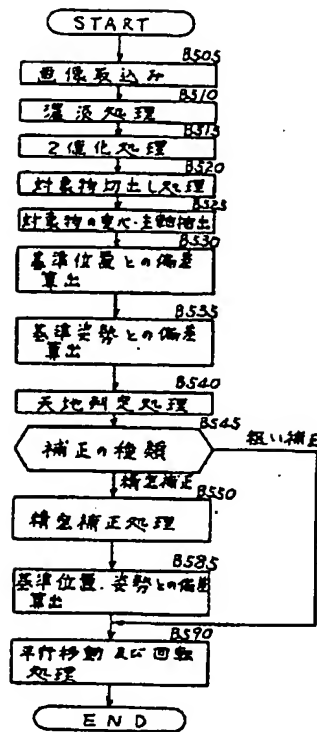 START
B505
画像取込み
B510
濃淡処理
B515
2値化処理
B520
対象物切出し処理
B525
対象物の重心・主軸抽出
B530
基準位置との偏差
算出
B535
基準姿勢との偏差
算出
B540
天地判定処理
B545
補正の種類
粗い補正
精密補正
B550
精密補正処理
B585
基準位置・姿勢との偏差
算出
B590
平行移動及び回転
処理
END